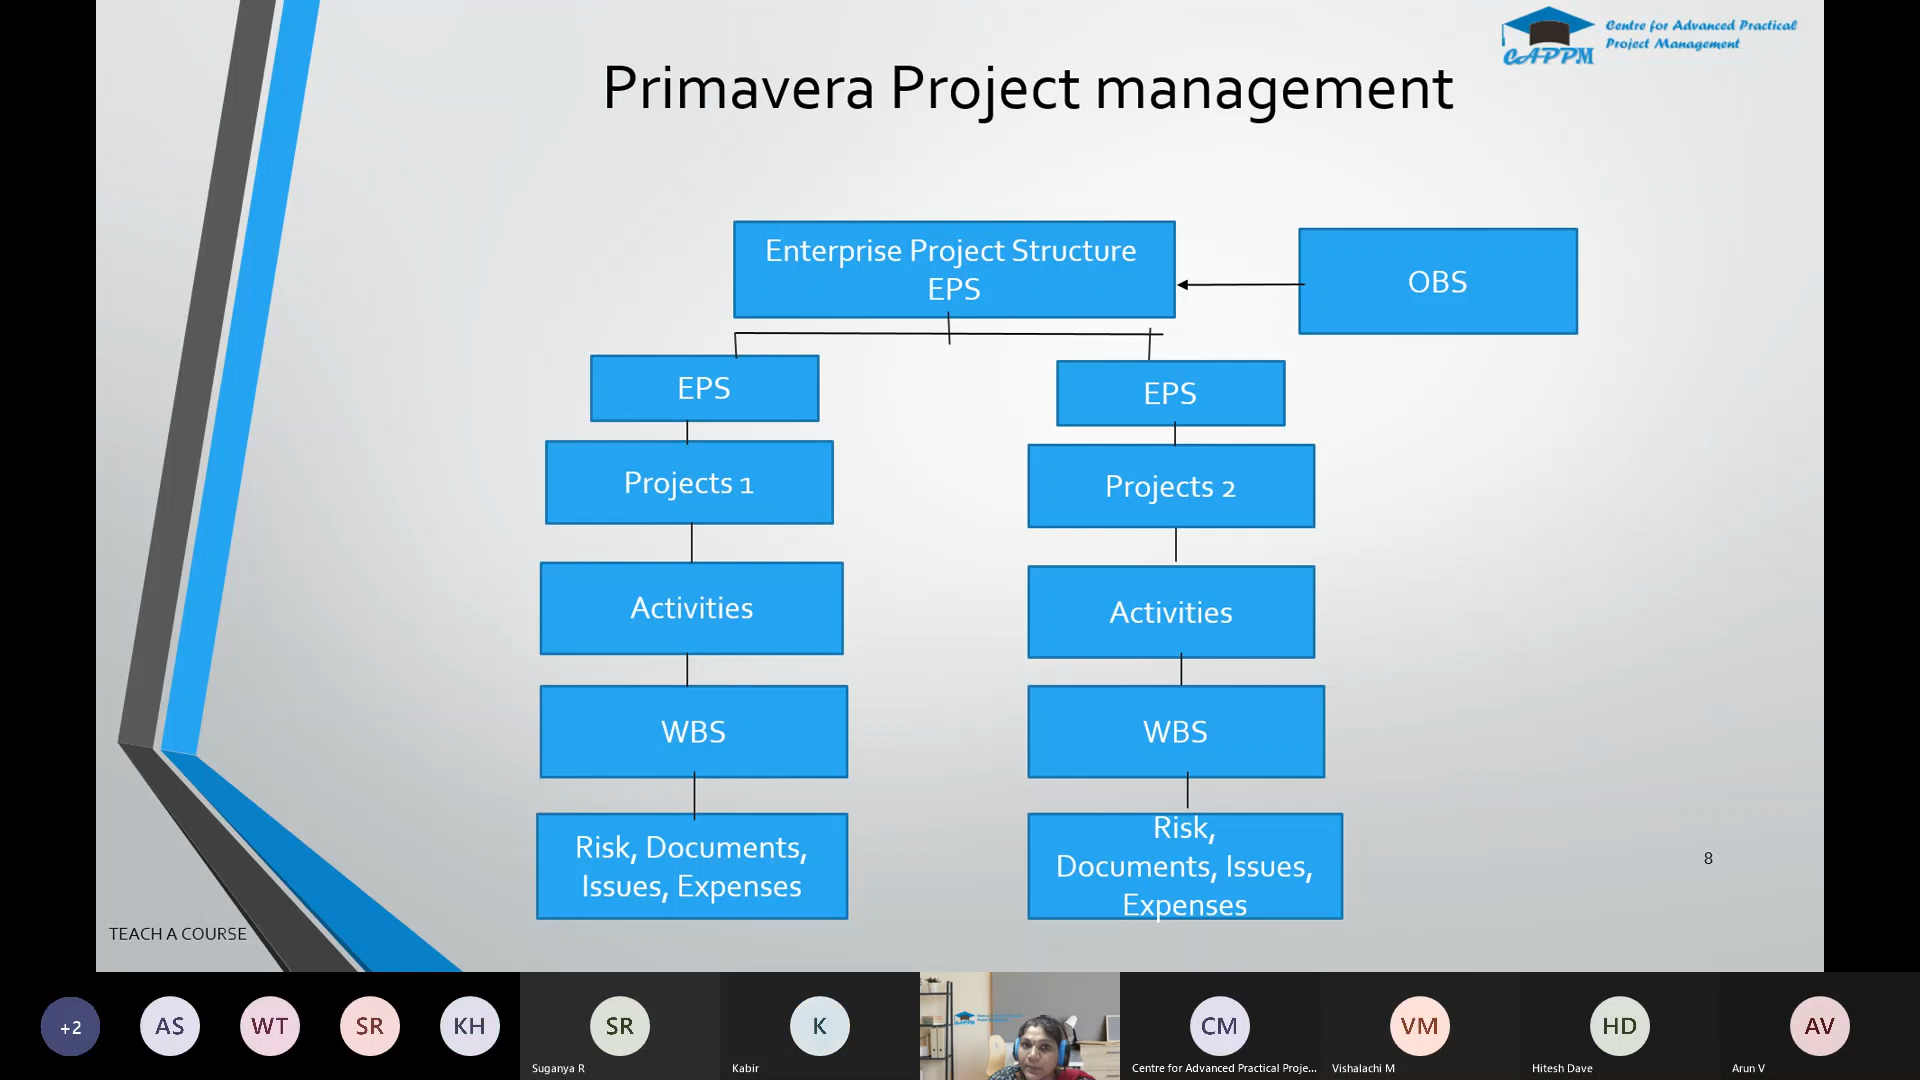 Centre for Advanced Practical
Project Management
CAPPM
Primavera Project management
Enterprise Project Structure
EPS
OBS
EPS
EPS
Projects 1
Projects 2
Activities
Activities
WBS
WBS
Risk, Documents,
Issues, Expenses
Risk,
Documents, Issues,
Expenses
8
TEACH A COURSE
+2
AS
WT
SR
KH
SR
Suganya R
K
Kabir
CAPPM
CM
Centre for Advanced Practical Proje...
VM
Vishalachi M
HD
Hitesh Dave
AV
Arun V